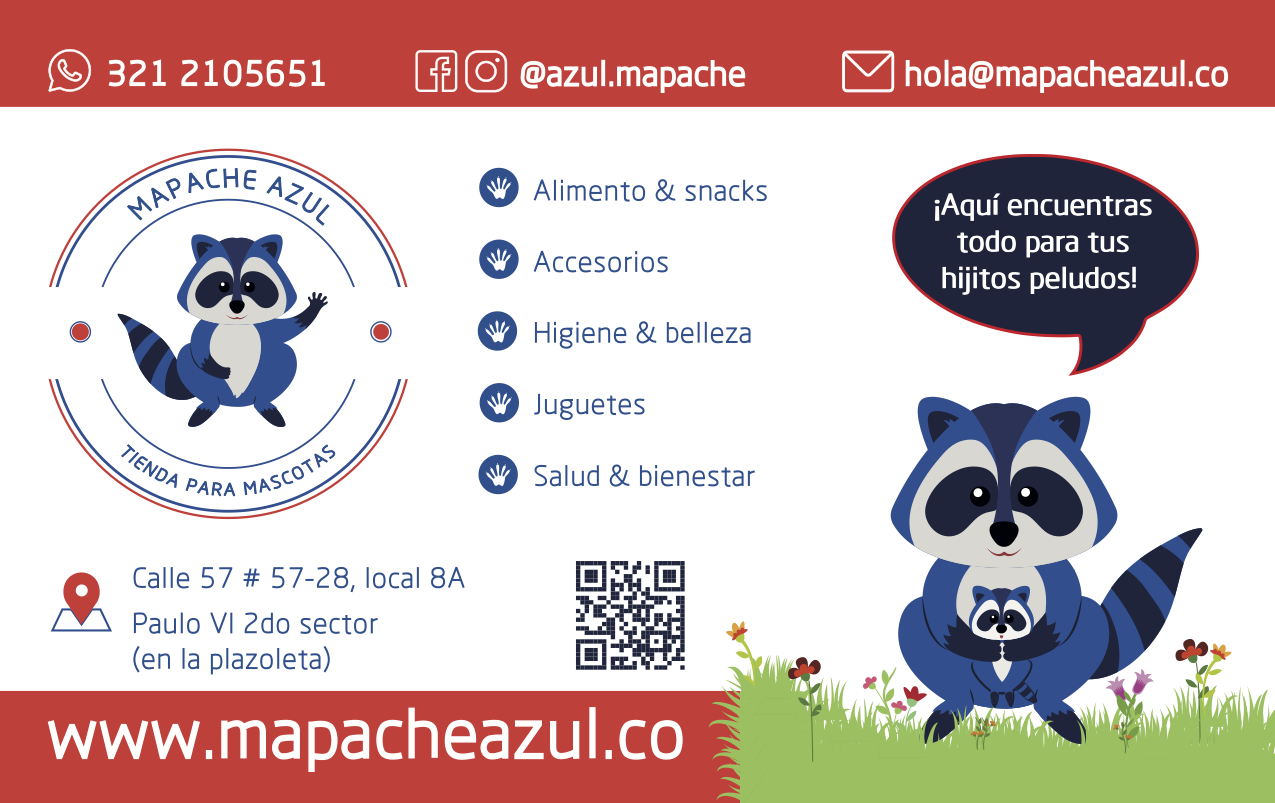 321 2105651
@azul.mapache
hola@mapacheazul.co
MAPACHE AZUL
TIENDA PARA MASCOTAS
Alimento & snacks
Accesorios
Higiene & belleza
Juguetes
Salud & bienestar
¡Aquí encuentras
todo para tus
hijitos peludos!
Calle 57 # 57-28, local 8A
Paulo VI 2do sector
(en la plazoleta)
www.mapacheazul.co